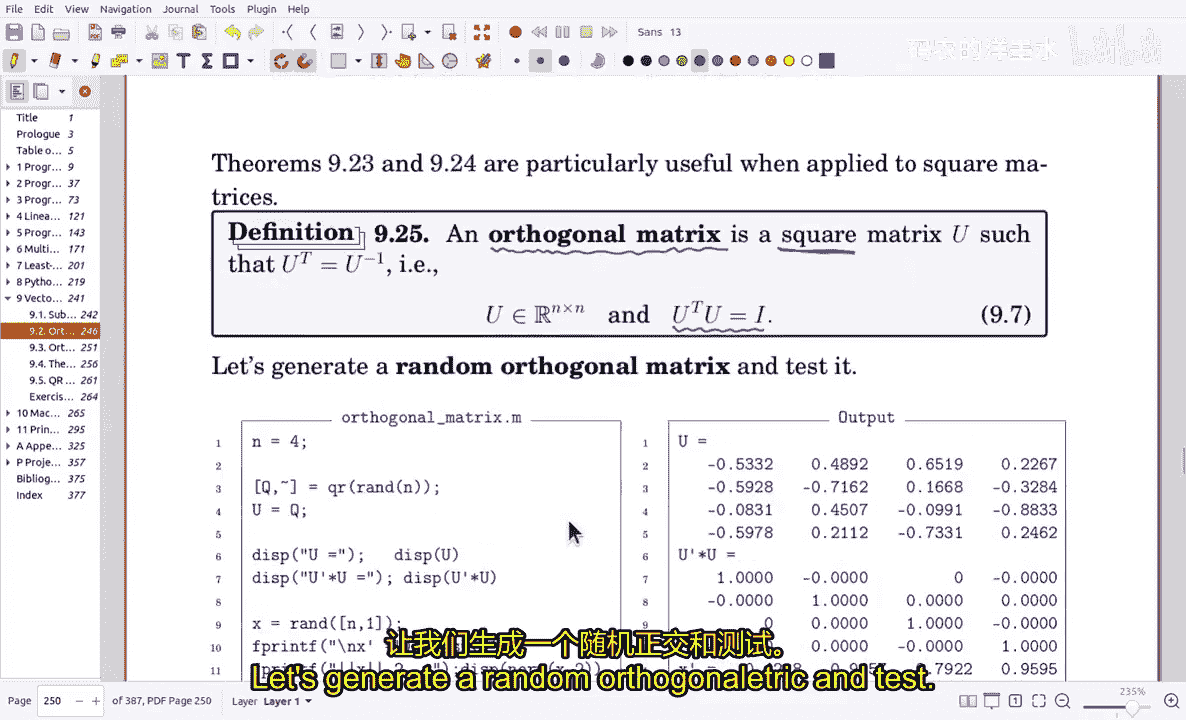 File Edit View Navigation Journal Tools Plugin Help
Sans 13
Title 1
Prologue 3
Table o... 5
1 Progr... 9
2 Progr... 37
3 Progr... 73
4 Linea... 121
5 Progr... 143
6 Multi... 171
7 Least-... 201
8 Pytho... 219
9 Vecto... 241
9.1. Sub... 242
9.2. Ort... 246
9.3. Ort... 251
9.4. The... 256
9.5. QR ... 261
Exercis... 264
10 Mac... 265
11 Prin... 295
A Appe... 325
P Proje... 357
Bibliog... 375
Index 377
Theorems 9.23 and 9.24 are particularly useful when applied to square ma-
trices.
Definition 9.25. An orthogonal matrix is a square matrix U such
that U^T = U^{-1}, i.e.,
U ∈ ℝ^{n×n} and U^T U = I. (9.7)
Let's generate a random orthogonal matrix and test it.
orthogonal_matrix.m
1 n = 4;
2
3 [Q,~] = qr(rand(n));
4 U = Q;
5
6 disp("U ="); disp(U)
7 disp("U'*U ="); disp(U'*U)
8
9 x = rand([n,1]);
10 fprintf("\nx'
11
Output
1 U =
2 -0.5332 0.4892 0.6519 0.2267
3 -0.5928 -0.7162 0.1668 -0.3284
4 -0.0831 0.4507 -0.0991 -0.8833
5 -0.5978 0.2112 -0.7331 0.2462
6 U'*U =
7 1.0000 -0.0000 0 -0.0000
8 -0.0000 1.0000 0.0000 0.0000
9 0 0.0000 1.0000 -0.0000
10 0.0000 -0.0000 1.0000
11 0.7922 0.9595
让我们生成一个随机正交和测试。
Let's generate a random orthogonaletric and test.
Page 250 of 387, PDF Page 250 Layer Layer 1
235%